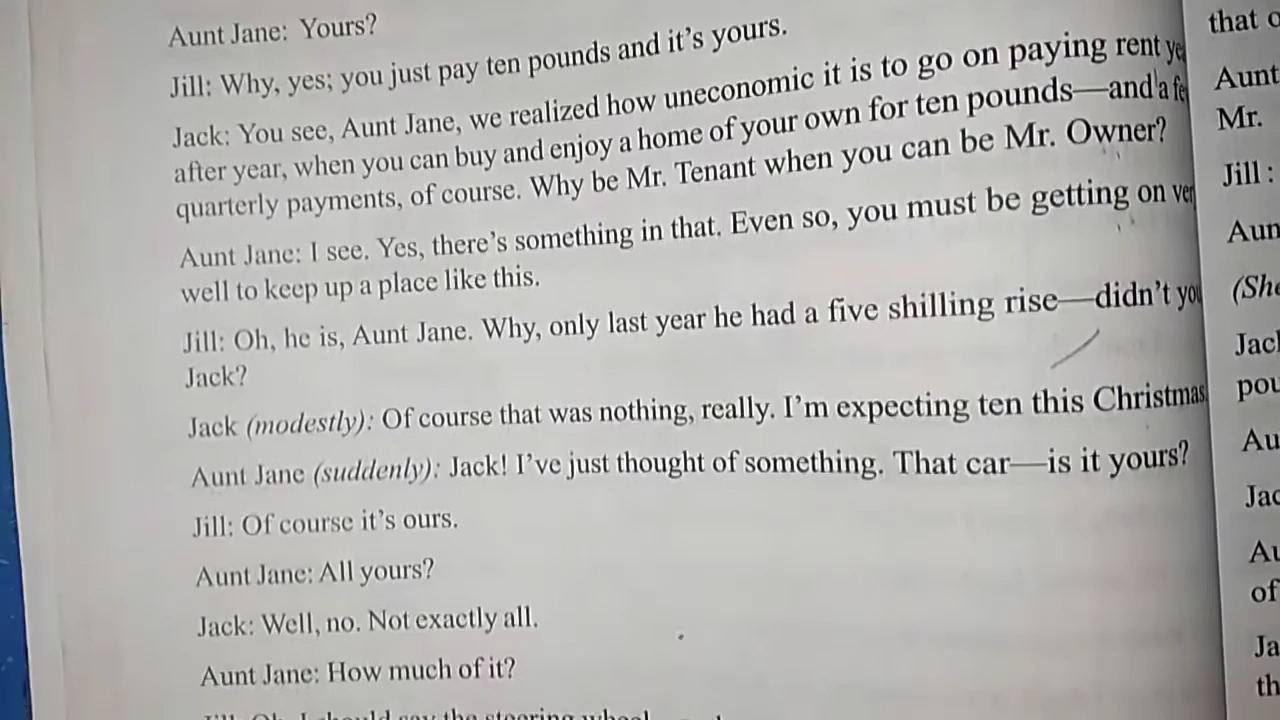 Aunt Jane: Yours?
Jill: Why, yes; you just pay ten pounds and it's yours.
Jack: You see, Aunt Jane, we realized how uneconomic it is to go on paying rent
after year, when you can buy and enjoy a home of your own for ten pounds—and a
quarterly payments, of course. Why be Mr. Tenant when you can be Mr. Owner?
Aunt Jane: I see. Yes, there's something in that. Even so, you must be getting on
well to keep up a place like this.
Jill: Oh, he is, Aunt Jane. Why, only last year he had a five shilling rise—didn't you
Jack?
Jack (modestly): Of course that was nothing, really. I'm expecting ten this Christmas.
Aunt Jane (suddenly): Jack! I've just thought of something. That car—is it yours?
Jill: Of course it's ours.
Aunt Jane: All yours?
Jack: Well, no. Not exactly all.
Aunt Jane: How much of it?
Jill: Oh, I should say the steering wheel
that
Aunt
Mr.
Jill:
(She
of